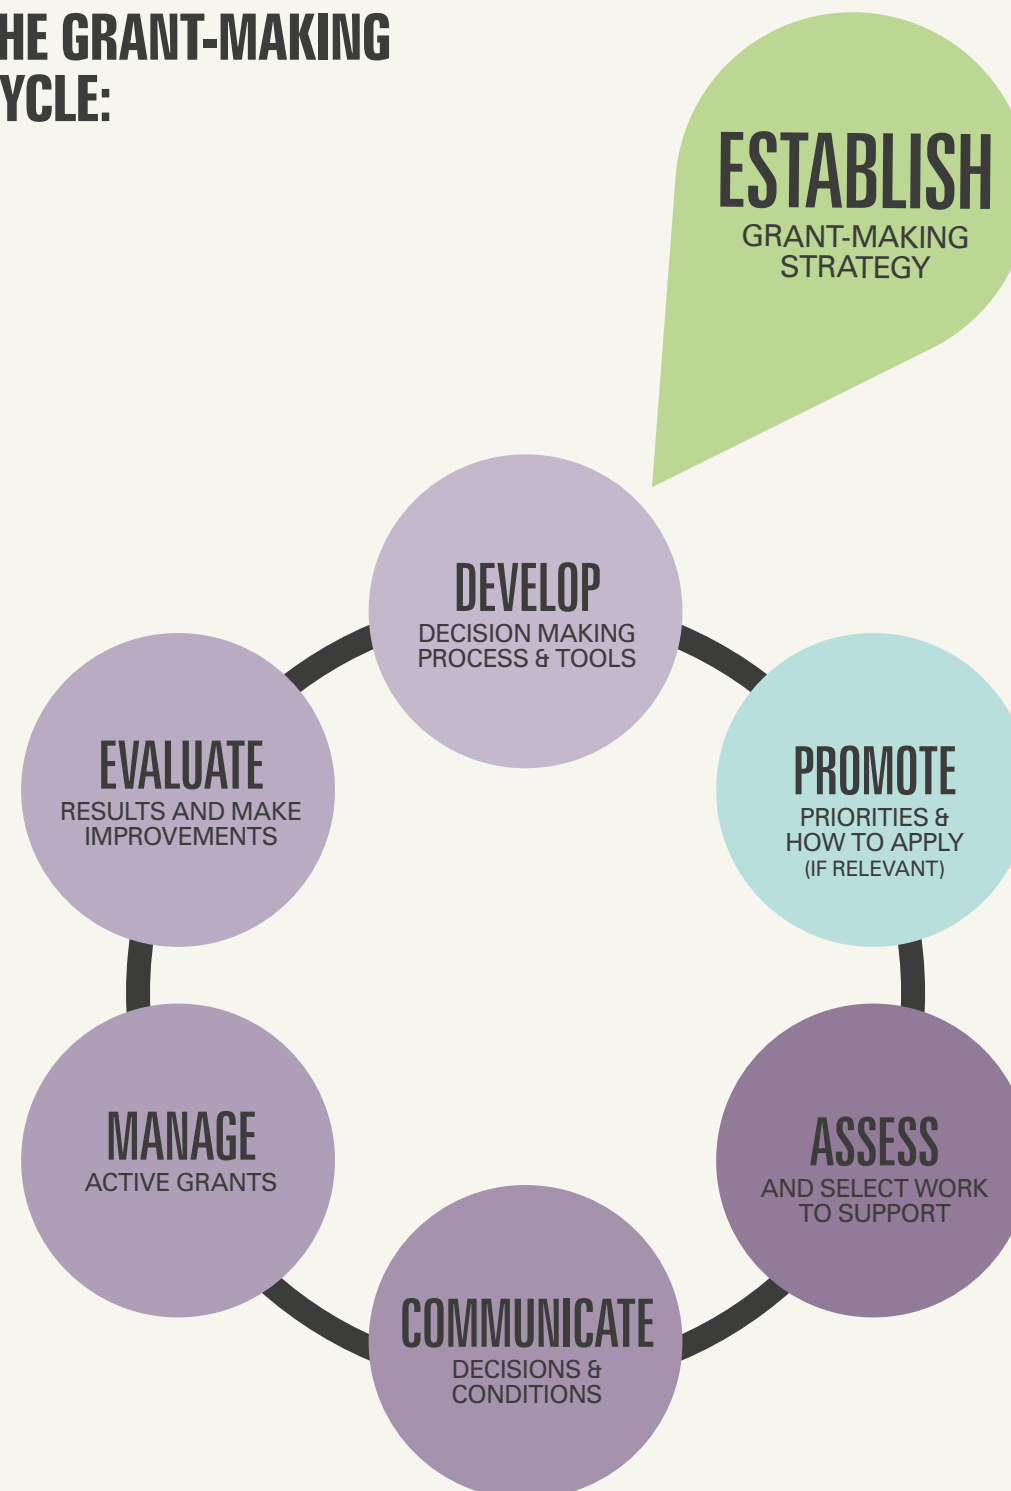 HE GRANT-MAKING
YCLE:
ESTABLISH
GRANT-MAKING
STRATEGY
DEVELOP
DECISION MAKING
PROCESS & TOOLS
PROMOTE
PRIORITIES &
HOW TO APPLY
(IF RELEVANT)
ASSESS
AND SELECT WORK
TO SUPPORT
COMMUNICATE
DECISIONS &
CONDITIONS
MANAGE
ACTIVE GRANTS
EVALUATE
RESULTS AND MAKE
IMPROVEMENTS